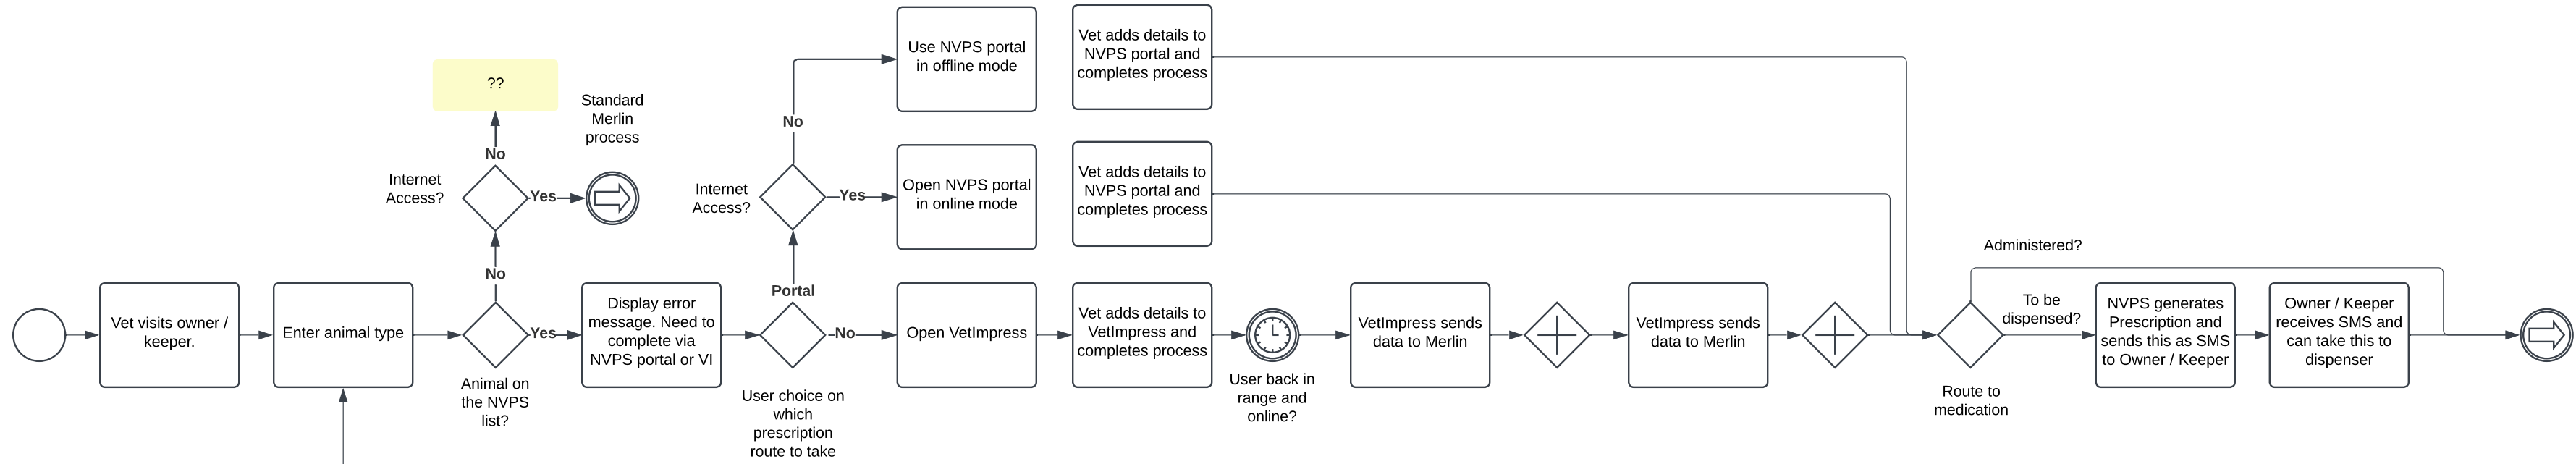 Vet visits owner /
keeper.
Enter animal type
Animal on
the NVPS
list?
No
Yes
Internet
Access?
No
??
Yes
Standard
Merlin
process
Display error
message. Need to
complete via
NVPS portal or VI
User choice on
which
prescription
route to take
Portal
No
Internet
Access?
No
Yes
Use NVPS portal
in offline mode
Vet adds details to
NVPS portal and
completes process
Open NVPS portal
in online mode
Vet adds details to
NVPS portal and
completes process
Open VetImpress
Vet adds details to
VetImpress and
completes process
User back in
range and
online?
VetImpress sends
data to Merlin
VetImpress sends
data to Merlin
Route to
medication
Administered?
To be
dispensed?
NVPS generates
Prescription and
sends this as SMS
to Owner / Keeper
Owner / Keeper
receives SMS and
can take this to
dispenser